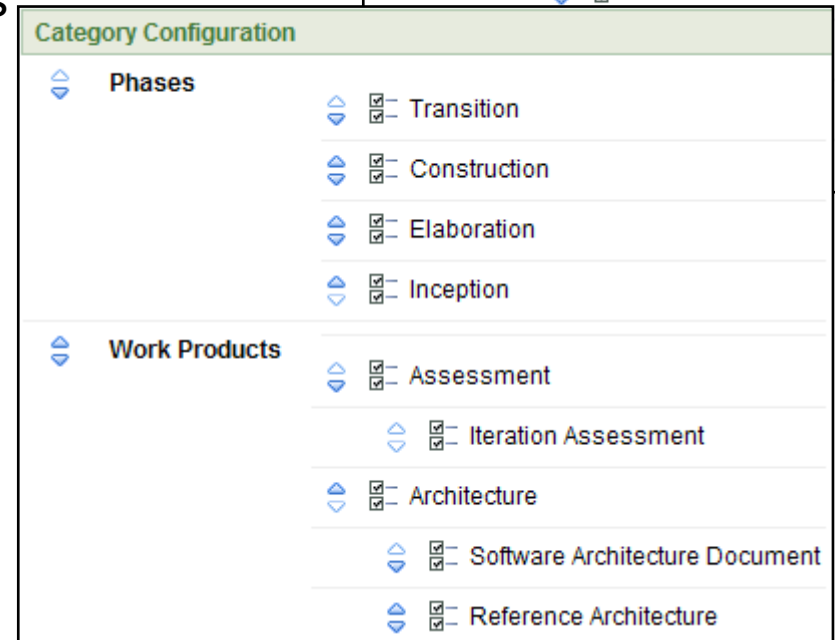 Category Configuration
Phases
Transition
Construction
Elaboration
Inception
Work Products
Assessment
Iteration Assessment
Architecture
Software Architecture Document
Reference Architecture